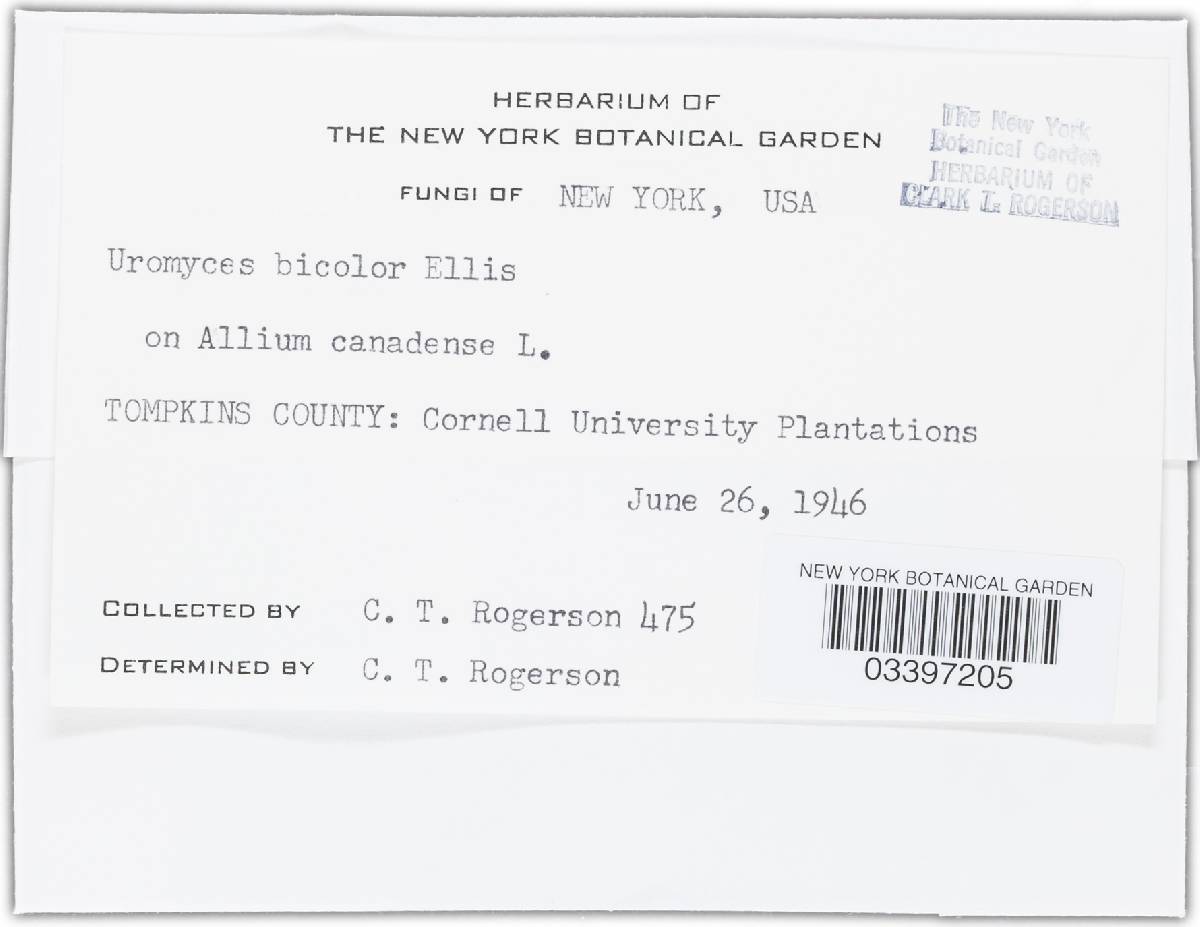 HERBARIUM OF
THE NEW YORK BOTANICAL GARDEN
The New York
Botanical Garden
HERBARIUM OF
CLARK T. ROGERSON
FUNGI OF NEW YORK, USA
Uromyces bicolor Ellis
on Allium canadense L.
TOMPKINS COUNTY: Cornell University Plantations
June 26, 1946
COLLECTED BY C. T. Rogerson 475
DETERMINED BY C. T. Rogerson
NEW YORK BOTANICAL GARDEN
03397205